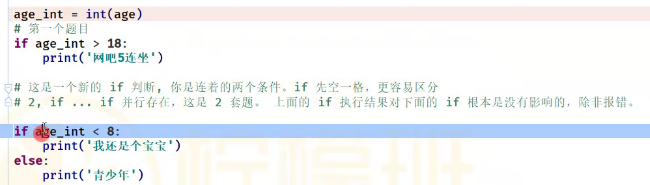 age_int = int(age)
# 第一个题目
if age_int > 18:
    print('网吧5连坐')
# 这是一个新的 if 判断, 你是连着的两个条件。if 先空一格, 更容易区分
# 2, if ... if 并行存在, 这是 2 套题。 上面的 if 执行结果对下面的 if 根本是没有影响的, 除非报错。
if age_int < 8:
    print('我还是个宝宝')
else:
    print('青少年')